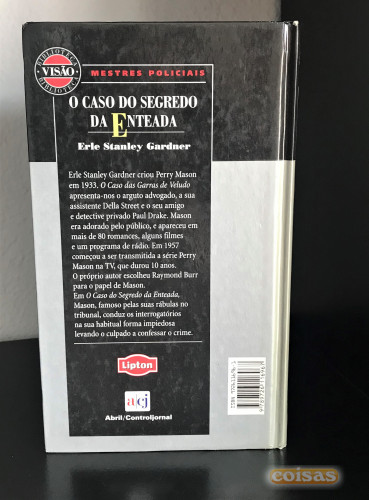 BIBLIOTECA
VISÃO
BIBLIOTECA
MESTRES POLICIAIS
O CASO DO SEGREDO
DA ENTEADA
Erle Stanley Gardner
Erle Stanley Gardner criou Perry Mason
em 1933. O Caso das Garras de Veludo
apresenta-nos o arguto advogado, a sua
assistente Della Street e o seu amigo
e detective privado Paul Drake. Mason
era adorado pelo público, e apareceu em
mais de 80 romances, alguns filmes
e um programa de rádio. Em 1957
começou a ser transmitida a série Perry
Mason na TV, que durou 10 anos.
O próprio autor escolheu Raymond Burr
para o papel de Mason.
Em O Caso do Segredo da Enteada,
Mason, famoso pelas suas rábulas no
tribunal, conduz os interrogatórios
na sua habitual forma impiedosa
levando o culpado a confessar o crime.
Lipton
acj
Abril/Controljornal
ISBN
coisas